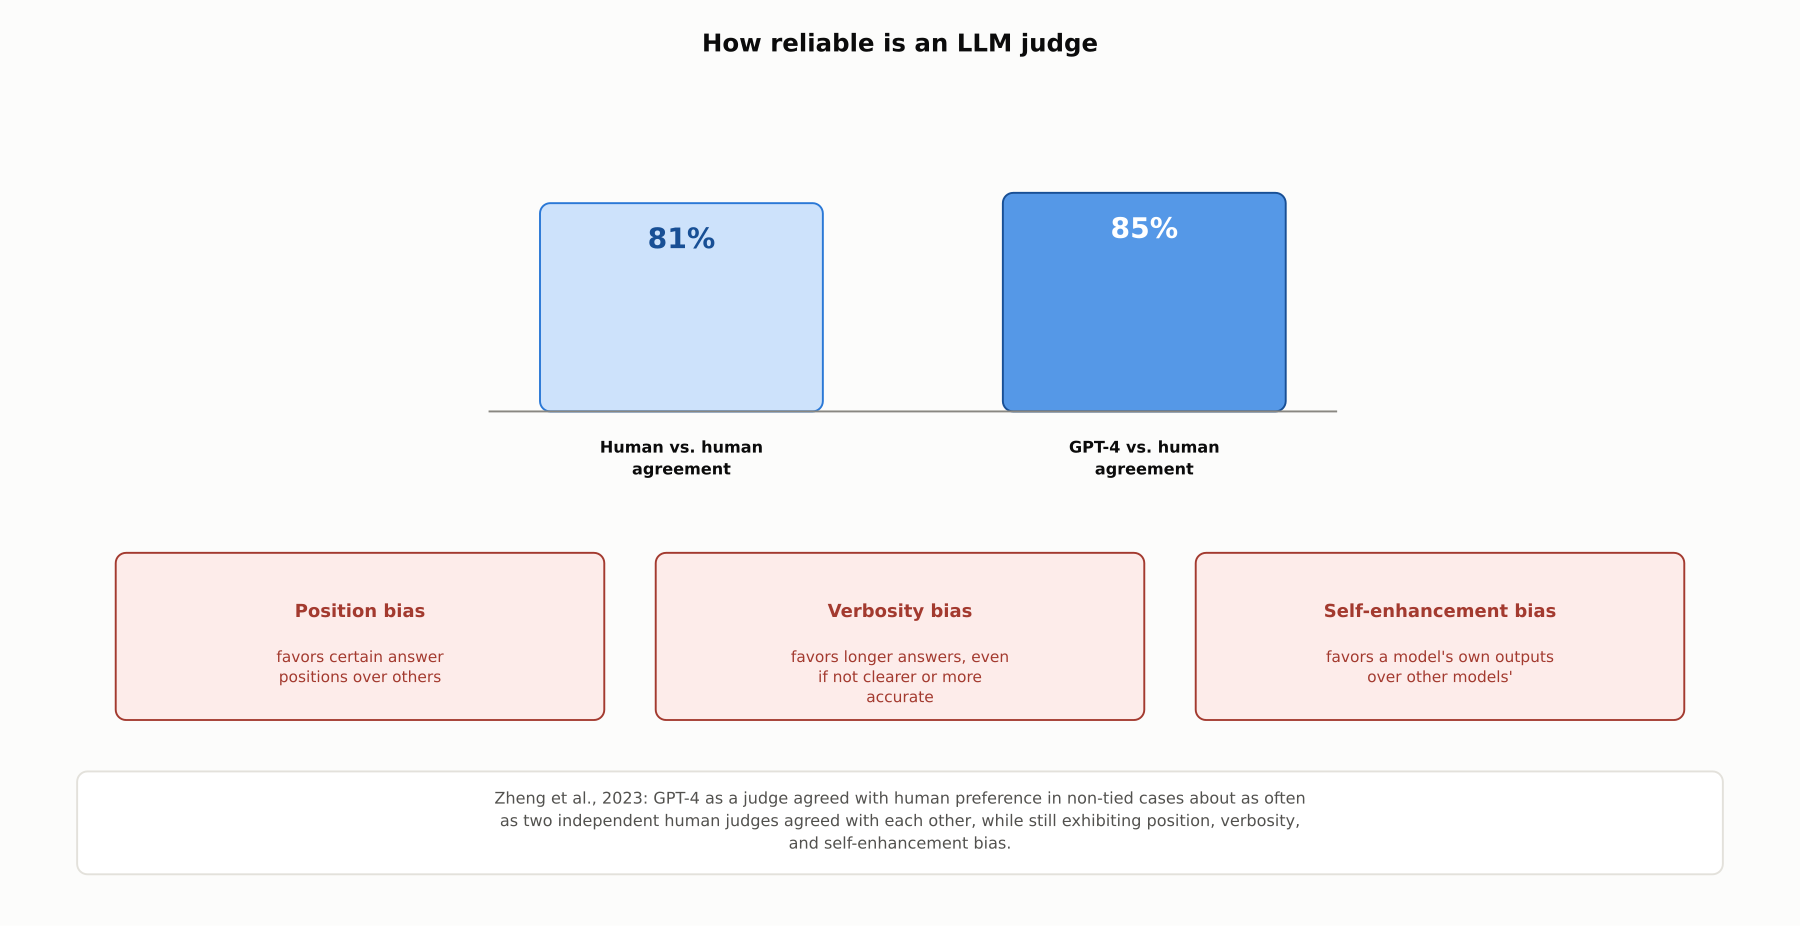 How reliable is an LLM judge
81%
85%
Human vs. human
agreement
GPT-4 vs. human
agreement
Position bias
favors certain answer
positions over others
Verbosity bias
favors longer answers, even
if not clearer or more
accurate
Self-enhancement bias
favors a model's own outputs
over other models'
Zheng et al., 2023: GPT-4 as a judge agreed with human preference in non-tied cases about as often
as two independent human judges agreed with each other, while still exhibiting position, verbosity,
and self-enhancement bias.